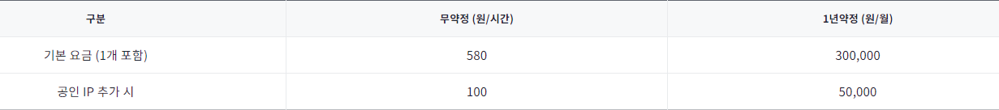 구분 무약정 (원/시간) 1년약정 (원/월)
기본 요금 (1개 포함) 580 300,000
공인 IP 추가 시 100 50,000